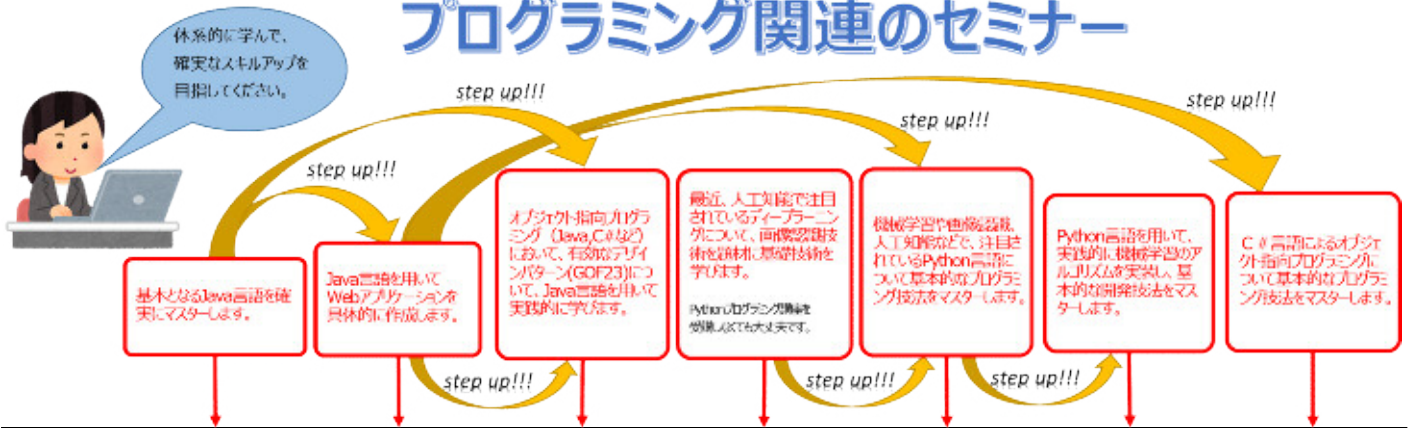 プログラミング関連のセミナー
体系的に学んで、
確実なスキルアップを
目指してください。
step up!!!
step up!!!
step up!!!
step up!!!
基本となるJava言語を確
実にマスターします。
Java言語を用いて
Webアプリケーションを
具体的に作成します。
オブジェクト指向プログラ
ミング（Java,C#など）
において、有効なデザイ
ンパターン(GOF23)につ
いて、Java言語を用いて
実践的に学びます。
最近、人工知能で注目
されているディープラーニン
グについて、画像認識技
術を題材に基礎技術を
学びます。
Pythonプログラミング講座を
受講しなくても大丈夫です。
機械学習や画像認識、
人工知能などで、注目さ
れているPython言語に
ついて基本的なプログラミ
ング技法をマスターします。
Python言語を用いて、
実践的に機械学習のア
ルゴリズムを実装し、基
本的な開発技法をマス
ターします。
C＃言語によるオブジェ
クト指向プログラミングに
ついて基本的なプログラミ
ング技法をマスターします。
step up!!!
step up!!!
step up!!!